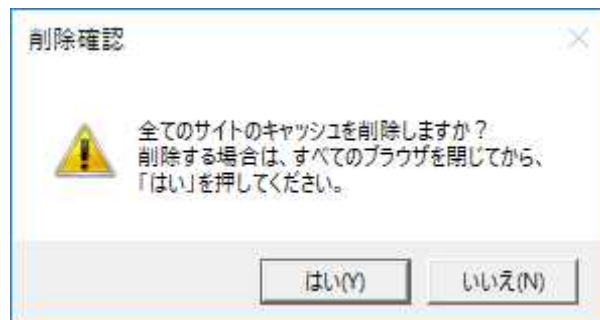 削除確認
全てのサイトのキャッシュを削除しますか？
削除する場合は、すべてのブラウザを閉じてから、
「はい」を押してください。
はい(Y)
いいえ(N)